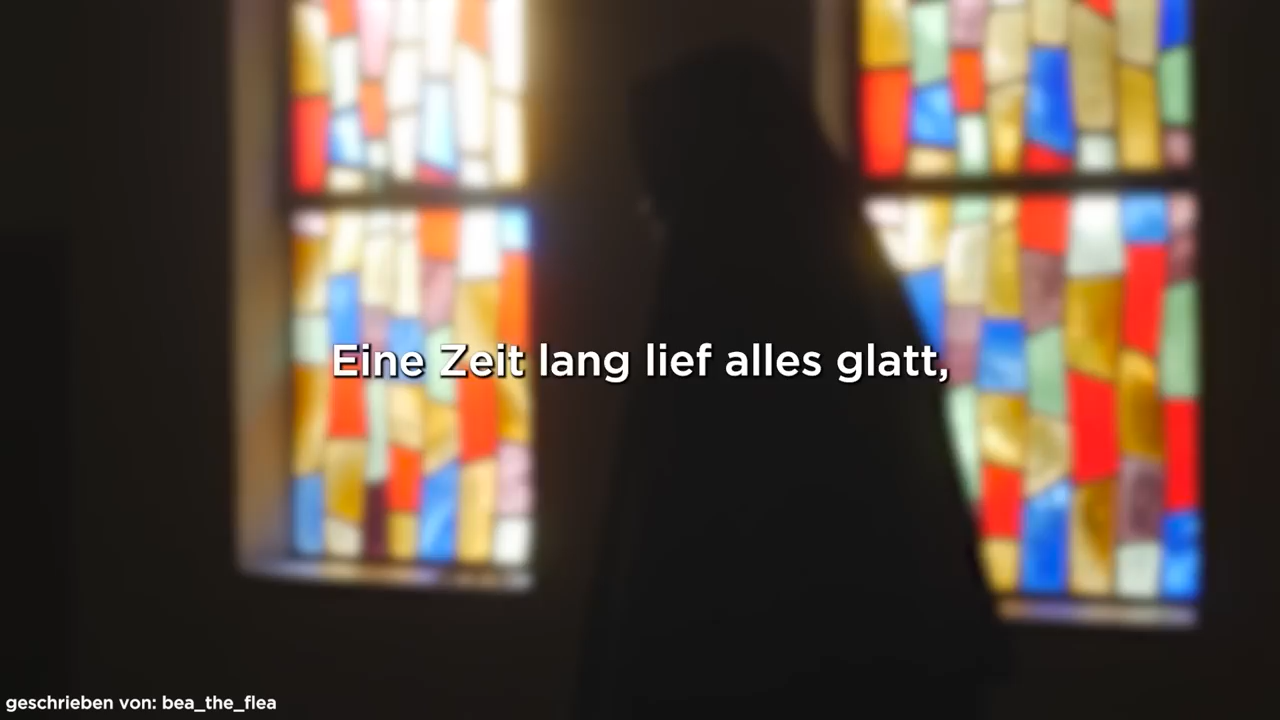 Eine Zeit lang lief alles glatt,
geschrieben von: bea_the_flea